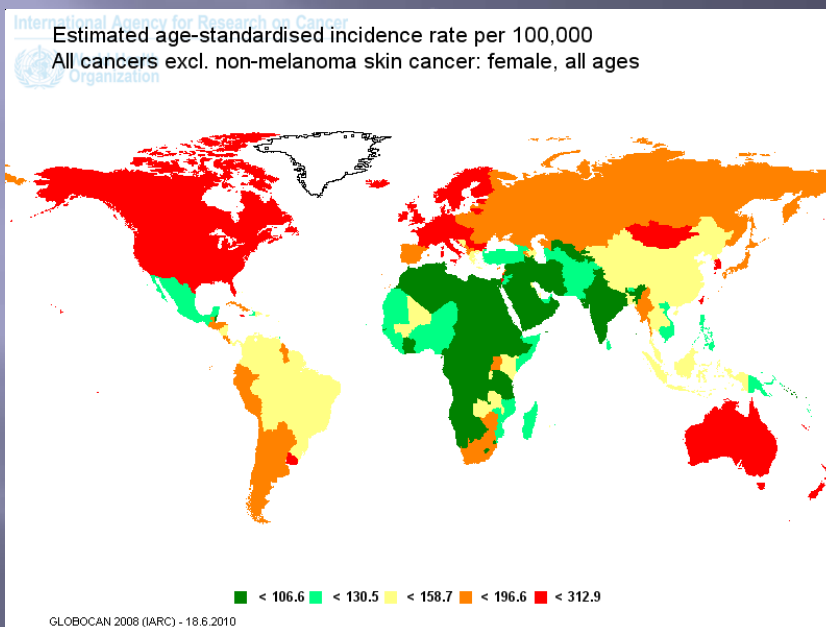 International Agency for Research on Cancer
Estimated age-standardised incidence rate per 100,000
All cancers excl. non-melanoma skin cancer: female, all ages
World Health
Organization
< 106.6 < 130.5 < 158.7 < 196.6 < 312.9
GLOBOCAN 2008 (IARC) - 18.6.2010